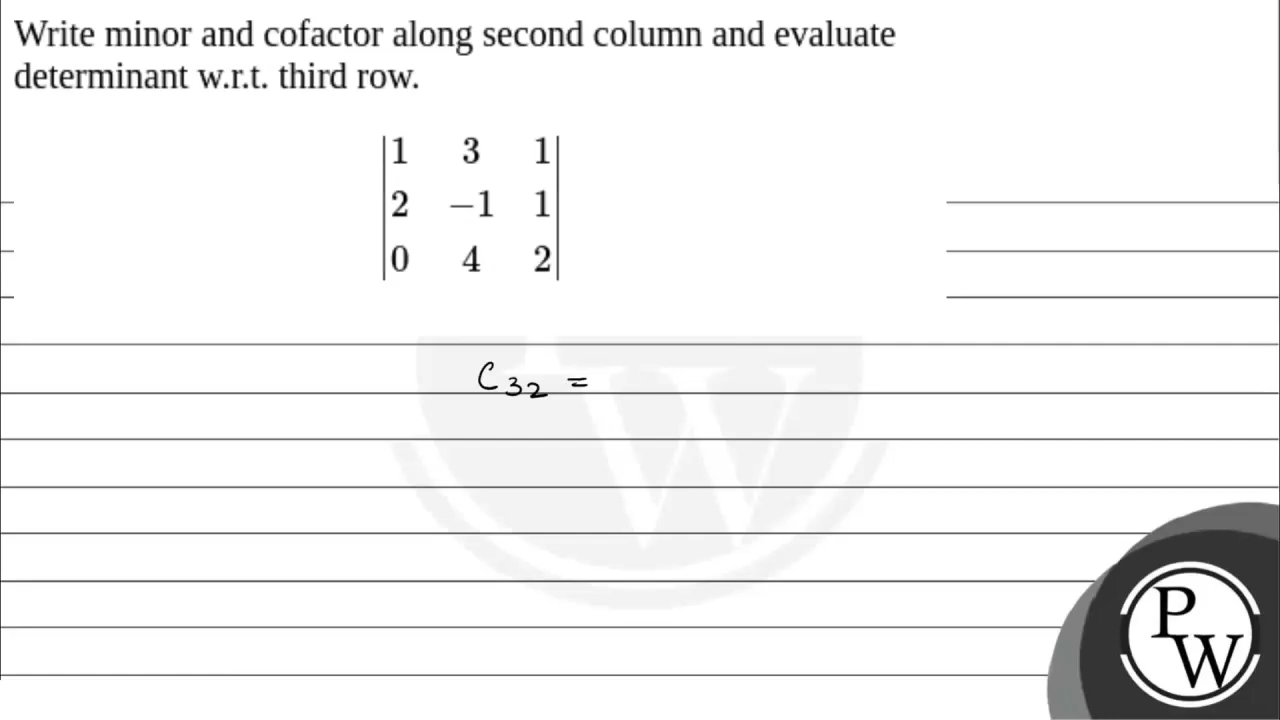 Write minor and cofactor along second column and evaluate
determinant w.r.t. third row.
|1 3 1|
|2 −1 1|
|0 4 2|
C₃₂ =
W
P
W